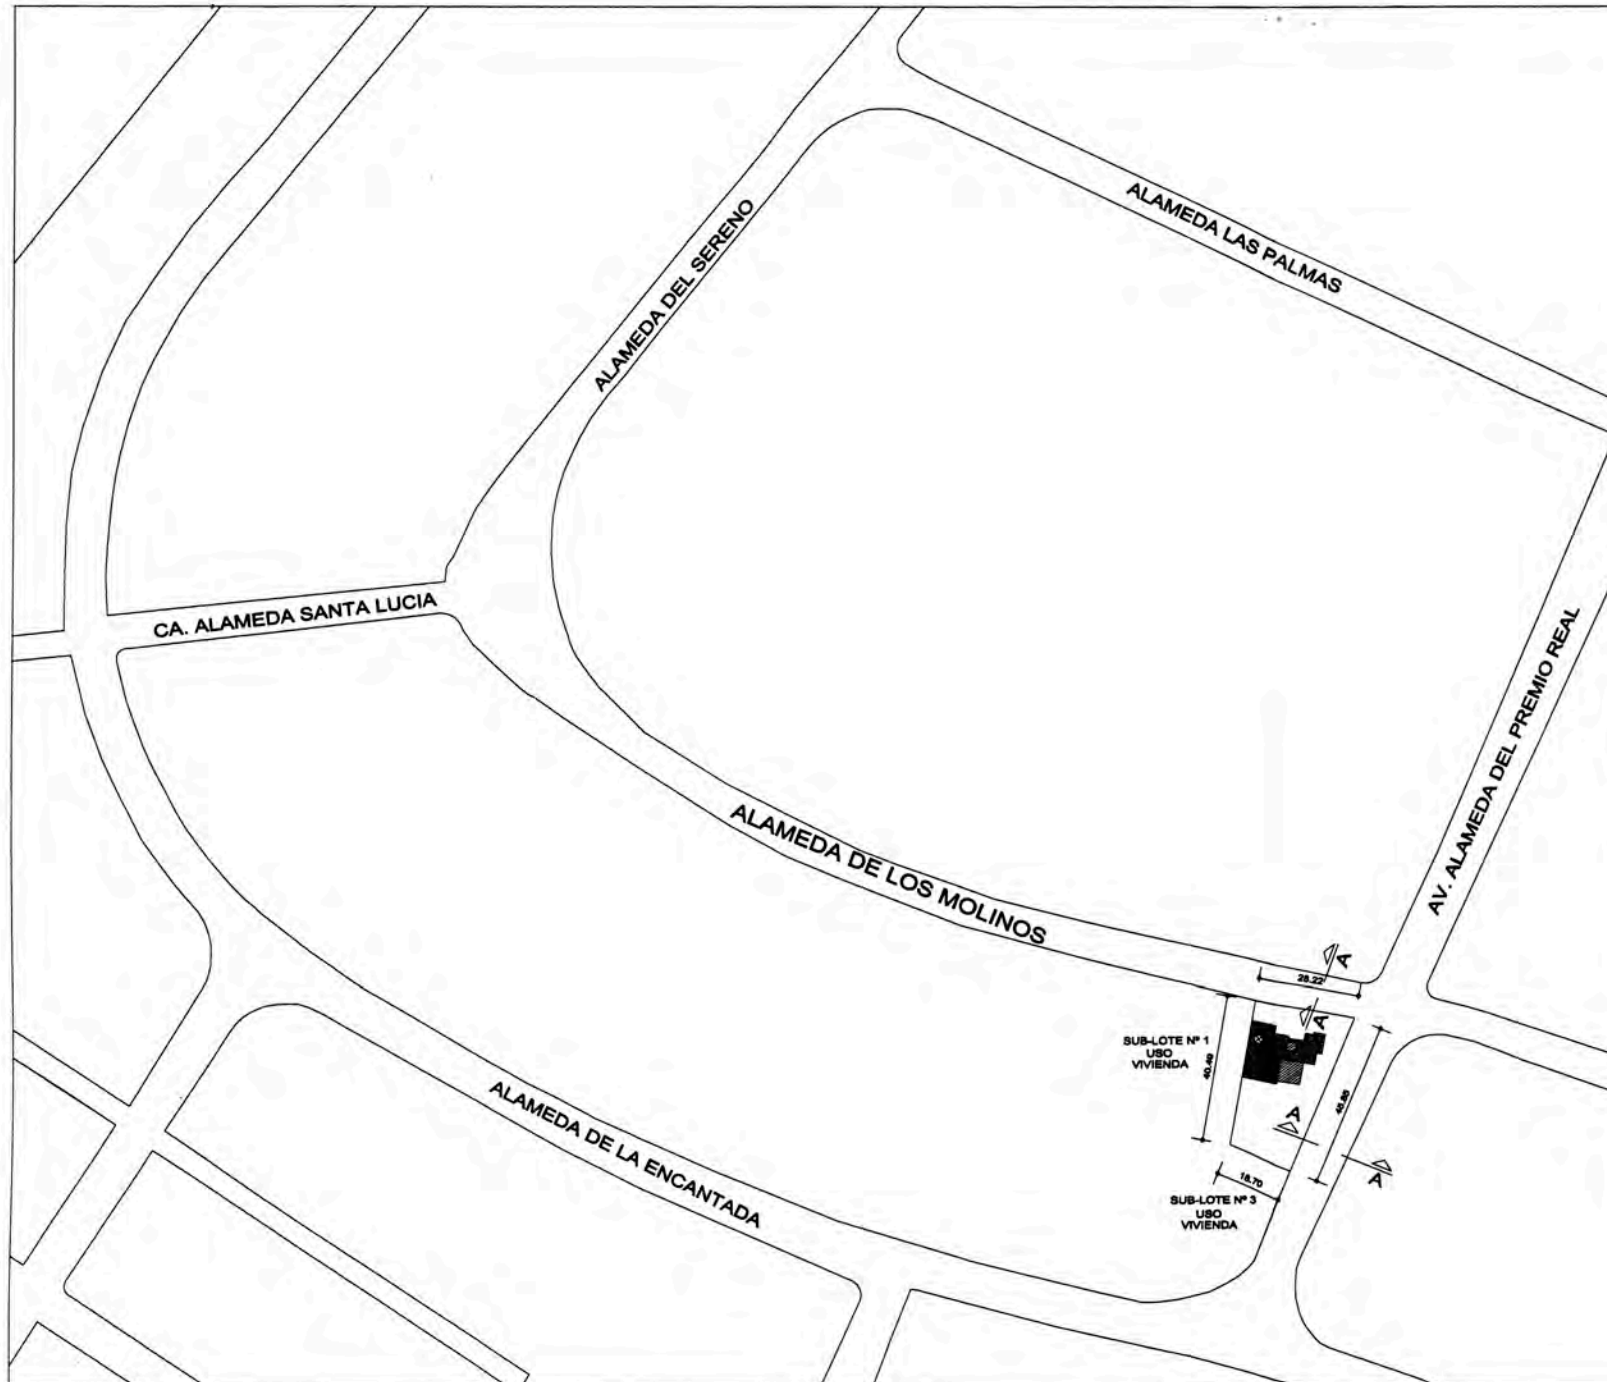 ALAMEDA LAS PALMAS
ALAMEDA DEL SERENO
CA. ALAMEDA SANTA LUCIA
AV. ALAMEDA DEL PREMIO REAL
ALAMEDA DE LOS MOLINOS
A
28.22
A
SUB-LOTE Nº 1
USO
VIVIENDA
40.40
45.85
A
A
18.70
SUB-LOTE Nº 3
USO
VIVIENDA
ALAMEDA DE LA ENCANTADA